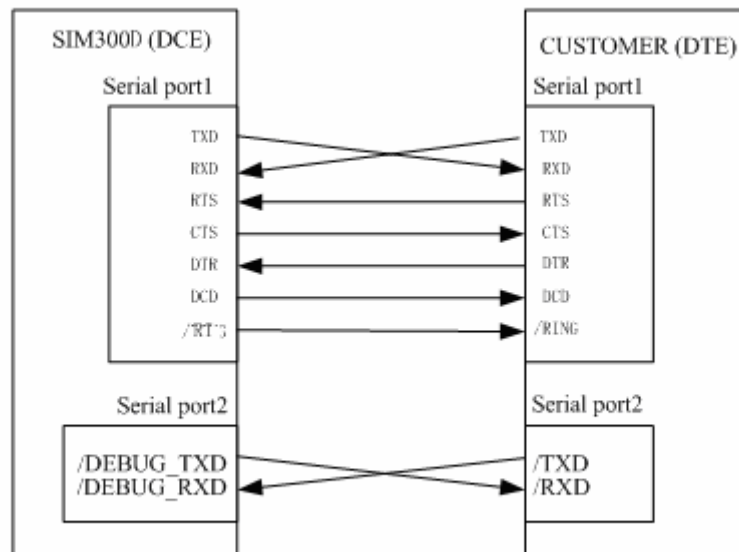 SIM300D (DCE)
Serial port1
TXD
RXD
RTS
CTS
DTR
DCD
Serial port2
/DEBUG_TXD
/DEBUG_RXD
CUSTOMER (DTE)
Serial port1
TXD
RXD
RTS
CTS
DTR
DCD
/RING
Serial port2
/TXD
/RXD